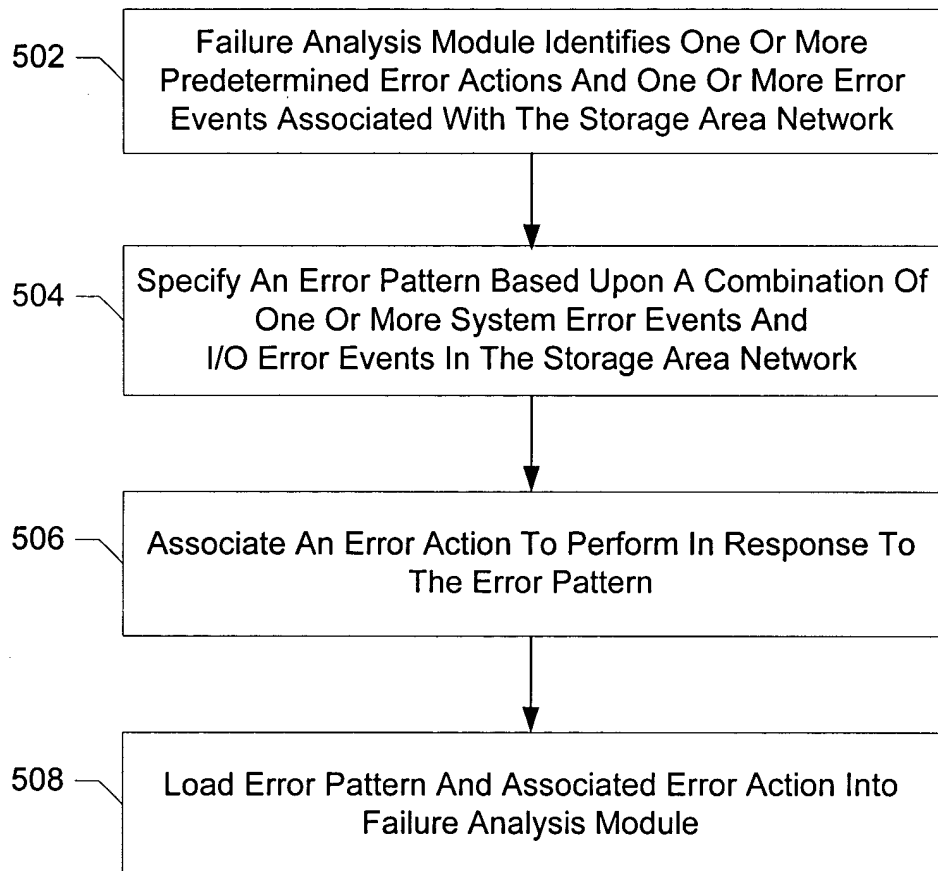 502
Failure Analysis Module Identifies One Or More
Predetermined Error Actions And One Or More Error
Events Associated With The Storage Area Network
504
Specify An Error Pattern Based Upon A Combination Of
One Or More System Error Events And
I/O Error Events In The Storage Area Network
506
Associate An Error Action To Perform In Response To
The Error Pattern
508
Load Error Pattern And Associated Error Action Into
Failure Analysis Module